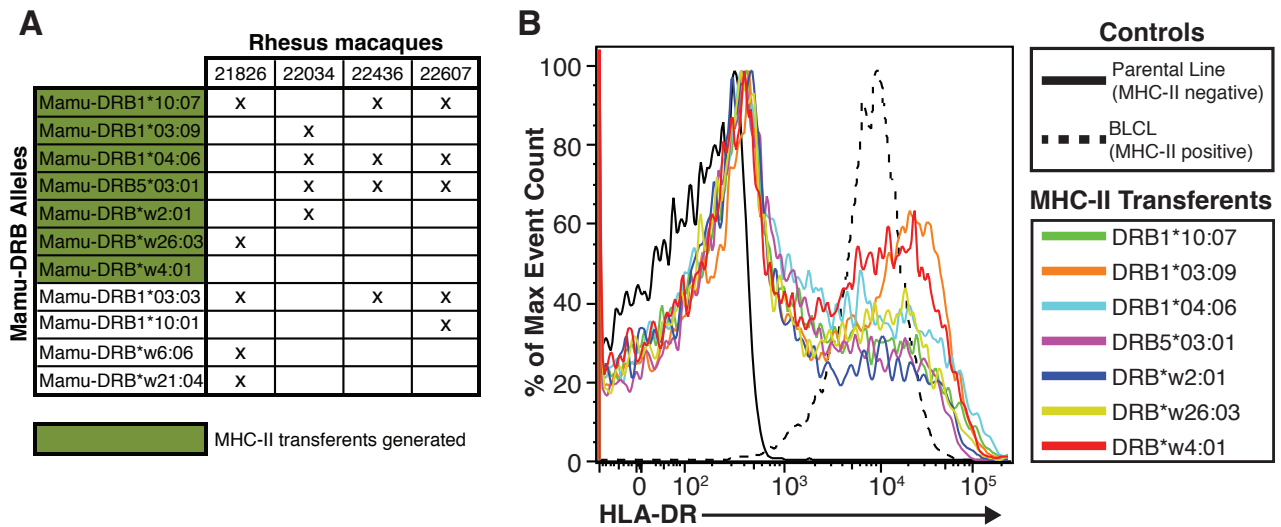 A
Rhesus macaques
21826 22034 22436 22607
Mamu-DRB Alleles
Mamu-DRB1*10:07 x x x
Mamu-DRB1*03:09 x
Mamu-DRB1*04:06 x x x
Mamu-DRB5*03:01 x x x
Mamu-DRB*w2:01 x
Mamu-DRB*w26:03 x
Mamu-DRB*w4:01
Mamu-DRB1*03:03 x x x
Mamu-DRB1*10:01 x
Mamu-DRB*w6:06 x
Mamu-DRB*w21:04 x
MHC-II transferents generated
B
% of Max Event Count
100
80
60
40
20
0
0 10² 10³ 10⁴ 10⁵
HLA-DR
Controls
Parental Line
(MHC-II negative)
BLCL
(MHC-II positive)
MHC-II Transferents
DRB1*10:07
DRB1*03:09
DRB1*04:06
DRB5*03:01
DRB*w2:01
DRB*w26:03
DRB*w4:01